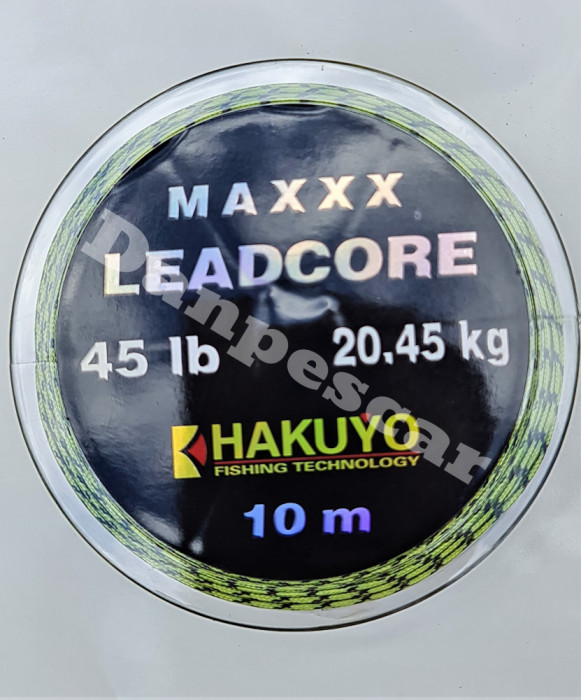 MAXXX
LEADCORE
45 lb 20,45 kg
HAKUYO
FISHING TECHNOLOGY
10 m
Danpescar